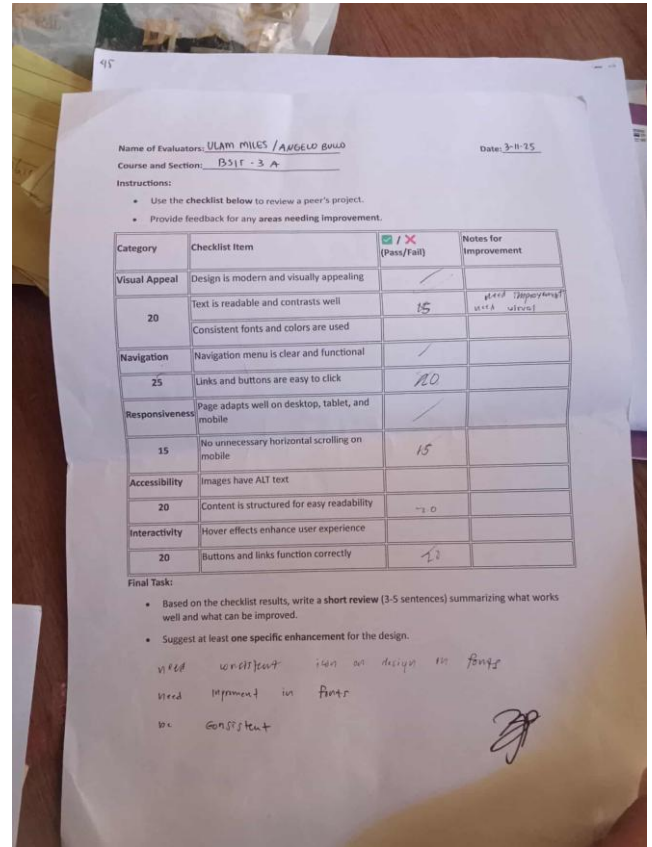 45
Name of Evaluators: ULAM MILES / ANGELO BULLO
Date: 3-11-25
Course and Section: BSIT - 3 A
Instructions:
• Use the checklist below to review a peer's project.
• Provide feedback for any areas needing improvement.
Category Checklist Item ✅ / ❌ (Pass/Fail) Notes for Improvement
Visual Appeal Design is modern and visually appealing /
20 Text is readable and contrasts well 15 need
need
Consistent fonts and colors are used
Navigation Navigation menu is clear and functional /
25 Links and buttons are easy to click 20
Responsiveness Page adapts well on desktop, tablet, and
mobile /
15 No unnecessary horizontal scrolling on
mobile 15
Accessibility Images have ALT text
20 Content is structured for easy readability 20
Interactivity Hover effects enhance user experience
20 Buttons and links function correctly
Final Task:
• Based on the checklist results, write a short review (3-5 sentences) summarizing what works
well and what can be improved.
• Suggest at least one specific enhancement for the design.
need icon on design in fonts
need in fonts
be consistent